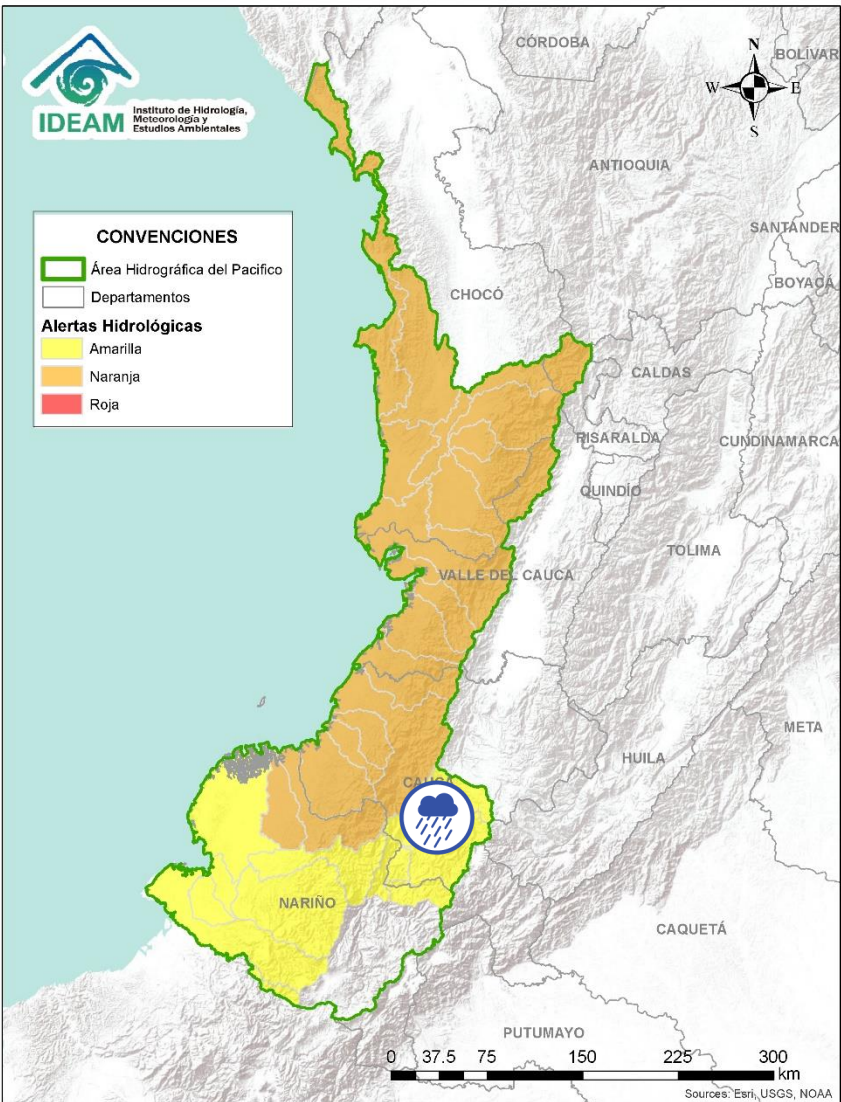 IDEAM
Instituto de Hidrología,
Meteorología y
Estudios Ambientales
CÓRDOBA
BOLIVAR
N
W
E
S
ANTIOQUIA
SANTANDER
BOYACÁ
CONVENCIONES
Área Hidrográfica del Pacifico
Departamentos
Alertas Hidrológicas
Amarilla
Naranja
Roja
CHOCÓ
CALDAS
RISARALDA
CUNDINAMARCA
QUINDÍO
TOLIMA
VALLE DEL CAUCA
META
HUILA
CAUCA
NARIÑO
CAQUETÁ
PUTUMAYO
0 37.5 75 150 225 300
km
Sources: Esri, USGS, NOAA